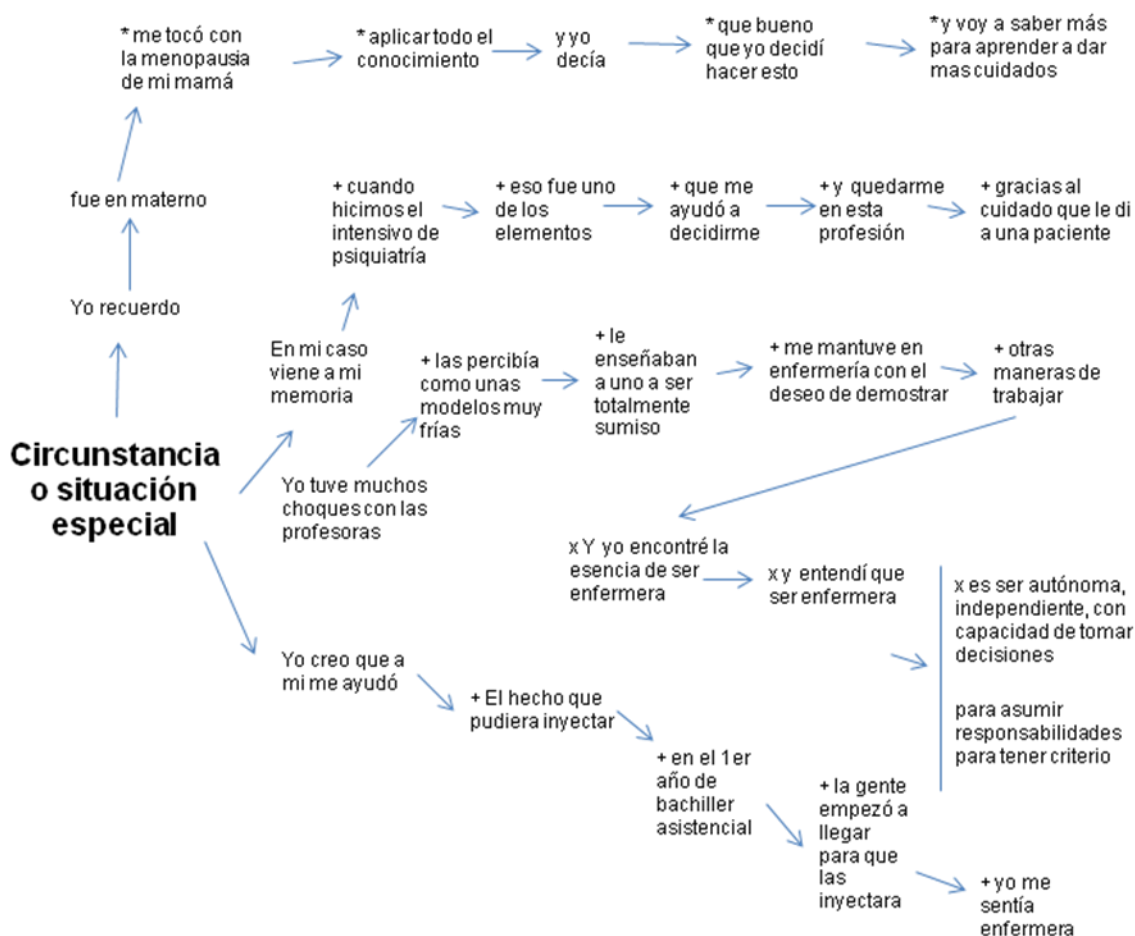 * me tocó con
la menopausia
de mi mamá
* aplicar todo el
conocimiento
y yo
decía
* que bueno
que yo decidí
hacer esto
*y voy a saber más
para aprender a dar
mas cuidados
fue en materno
Yo recuerdo
+ cuando
hicimos el
intensivo de
psiquiatría
+ eso fue uno
de los
elementos
+ que me
ayudó a
decidirme
+ y quedarme
en esta
profesión
+ gracias al
cuidado que le di
a una paciente
En mi caso
viene a mi
memoria
Circunstancia
o situación
especial
+ las percibía
como unas
modelos muy
frías
+ le
enseñaban
a uno a ser
totalmente
sumiso
+ me mantuve en
enfermería con el
deseo de demostrar
+ otras
maneras de
trabajar
Yo tuve muchos
choques con las
profesoras
x Y yo encontré la
esencia de ser
enfermera
x y entendí que
ser enfermera
x es ser autónoma,
independiente, con
capacidad de tomar
decisiones
para asumir
responsabilidades
para tener criterio
Yo creo que a
mi me ayudó
+ El hecho que
pudiera inyectar
+ en el 1er
año de
bachiller
asistencial
+ la gente
empezó a
llegar
para que
las
inyectara
+ yo me
sentía
enfermera